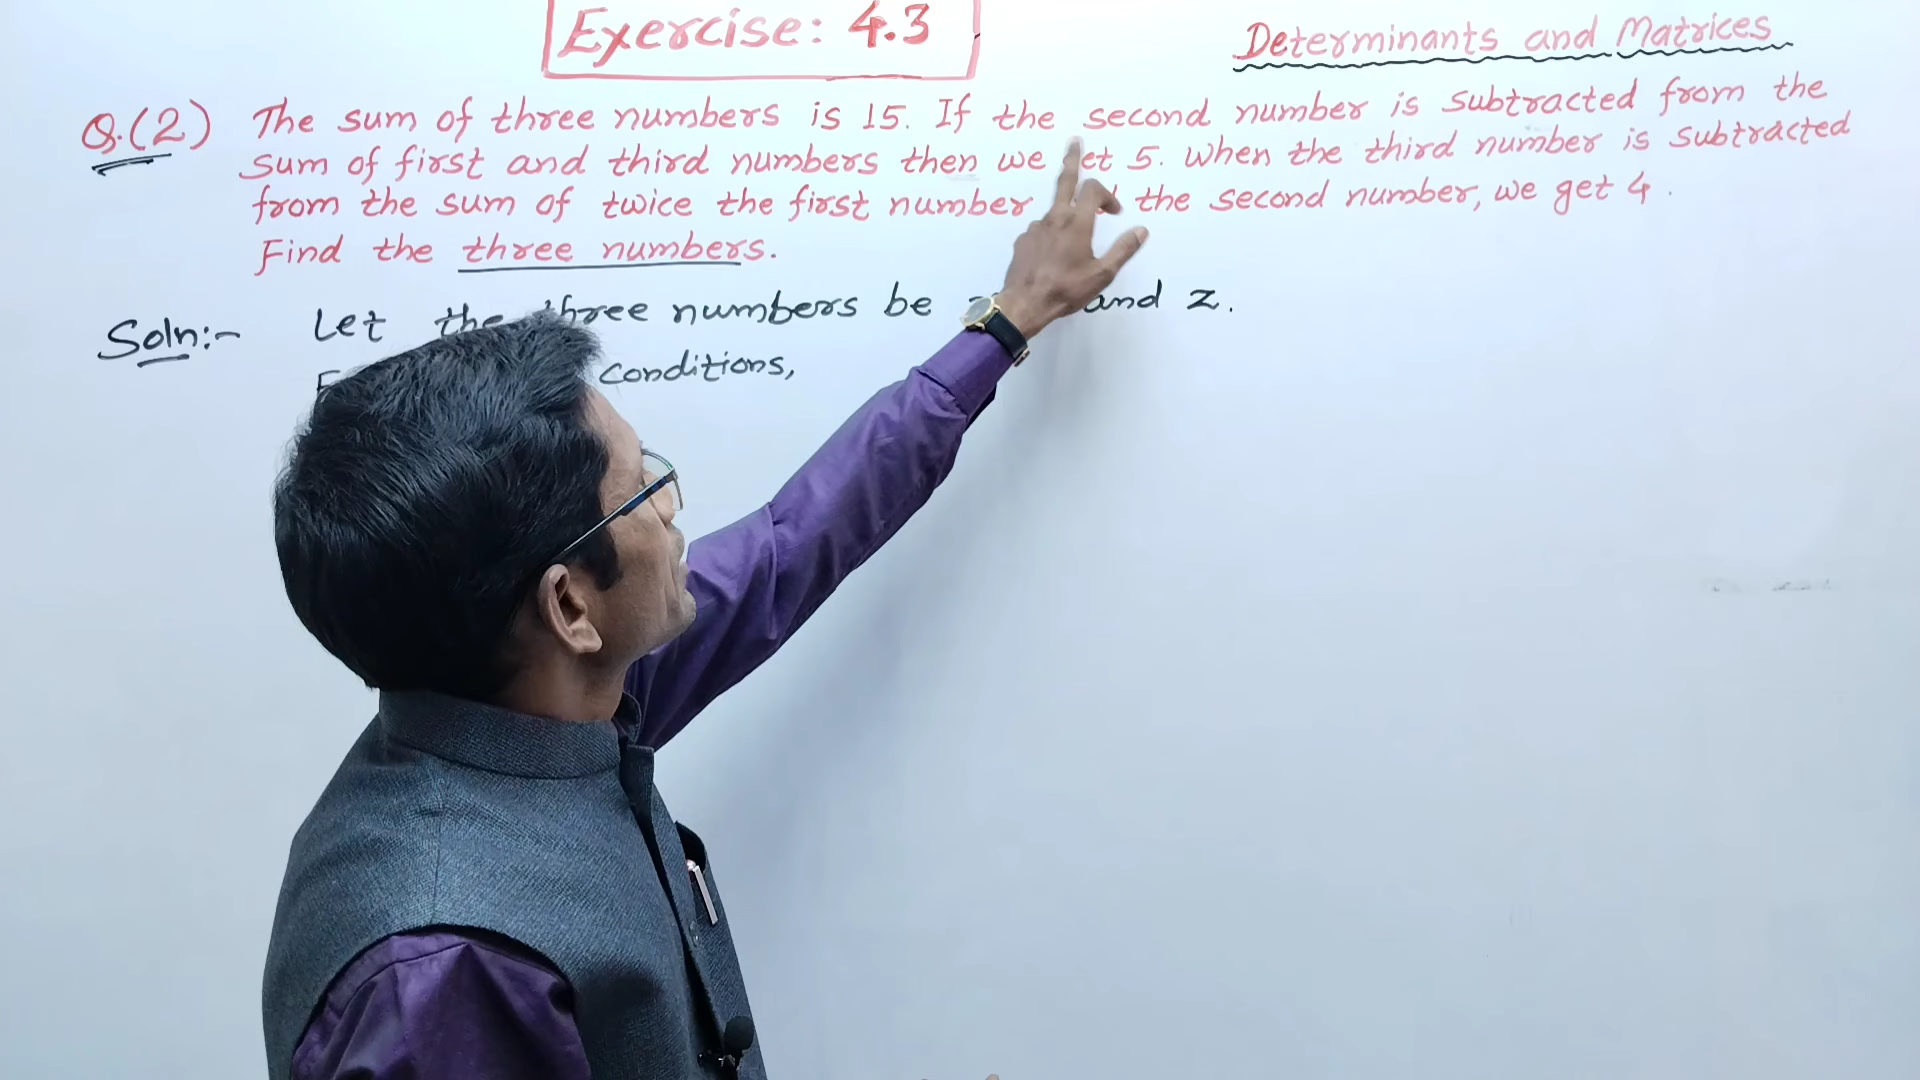 Exercise: 4.3
Determinants and Matrices
Q.(2) The sum of three numbers is 15. If the second number is subtracted from the
sum of first and third numbers then we get 5. When the third number is subtracted
from the sum of twice the first number the second number, we get 4.
Find the three numbers.
Soln:- Let the three numbers be and z.
conditions,